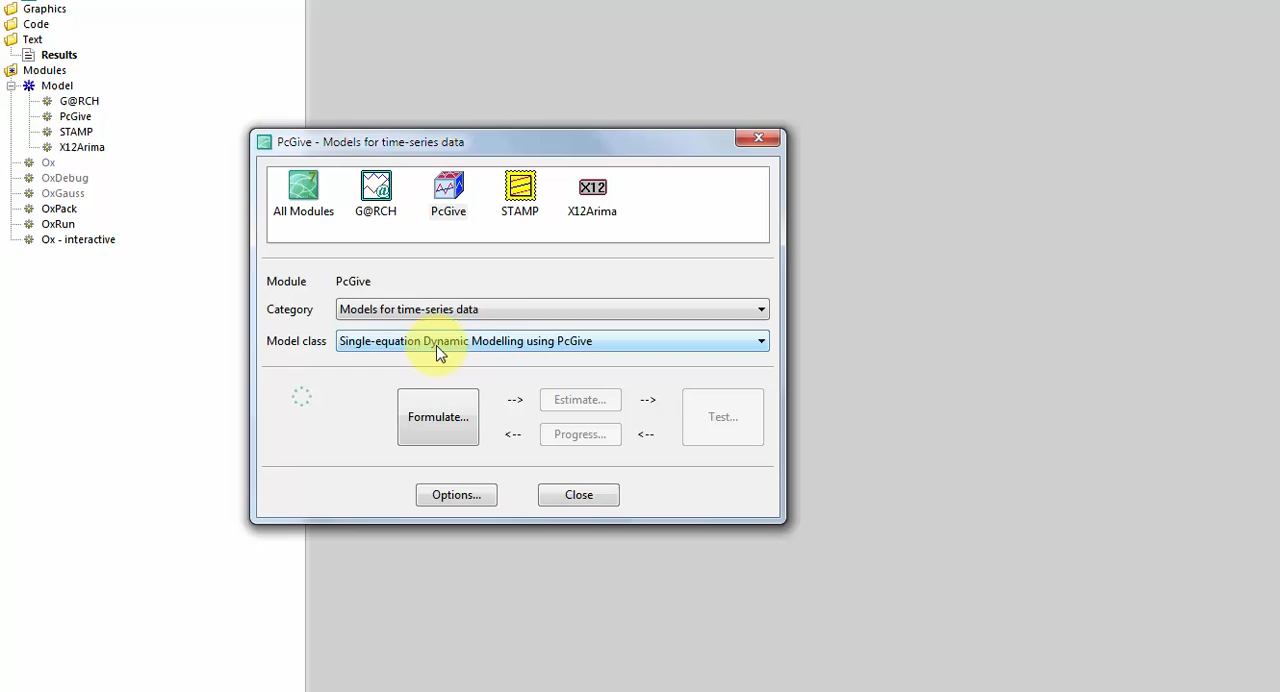 Graphics
Code
Text
Results
Modules
Model
G@RCH
PcGive
STAMP
X12Arima
Ox
OxDebug
OxGauss
OxPack
OxRun
Ox - interactive
PcGive - Models for time-series data
All Modules
G@RCH
PcGive
STAMP
X12
X12Arima
Module PcGive
Category Models for time-series data
Model class Single-equation Dynamic Modelling using PcGive
Formulate... --> Estimate... --> Test...
<-- Progress... <--
Options... Close